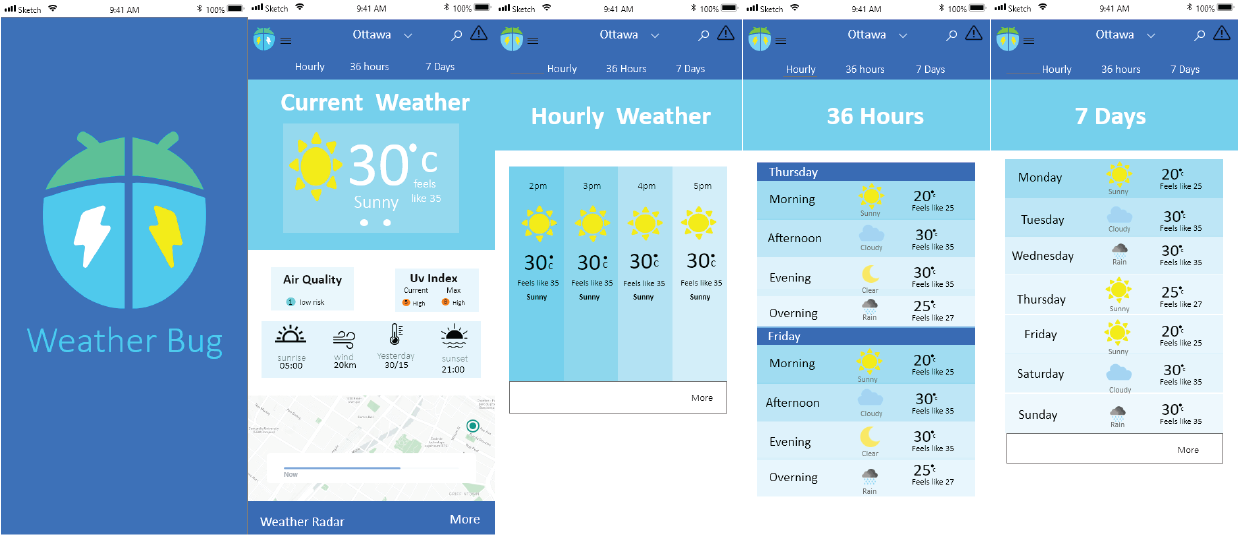 Sketch 9:41 AM 100%
Weather Bug
Sketch 9:41 AM 100%
Ottawa
Hourly 36 hours 7 Days
Current Weather
30°c
feels
like 35
Sunny
Air Quality
1 low risk
Uv Index
Current Max
High High
sunrise wind Yesterday sunset
05:00 20km 30/15 21:00
Now
Weather Radar More
Sketch 9:41 AM 100%
Ottawa
Hourly 36 Hours 7 Days
Hourly Weather
2pm 3pm 4pm 5pm
30°c 30°c 30°c 30°c
Feels like 35 Feels like 35 Feels like 35 Feels like 35
Sunny Sunny Sunny Sunny
More
Sketch 9:41 AM 100%
Ottawa
Hourly 36 hours 7 Days
36 Hours
Thursday
Morning Sunny 20°c Feels like 25
Afternoon Cloudy 30°c Feels like 35
Evening Clear 30°c Feels like 35
Overning Rain 25°c Feels like 27
Friday
Morning Sunny 20°c Feels like 25
Afternoon Cloudy 30°c Feels like 35
Evening Clear 30°c Feels like 35
Overning Rain 25°c Feels like 27
Sketch 9:41 AM 100%
Ottawa
Hourly 36 hours 7 Days
7 Days
Monday Sunny 20°c Feels like 25
Tuesday Cloudy 30°c Feels like 35
Wednesday Rain 30°c Feels like 35
Thursday Sunny 25°c Feels like 27
Friday Sunny 20°c Feels like 25
Saturday Cloudy 30°c Feels like 35
Sunday Rain 30°c Feels like 35
More